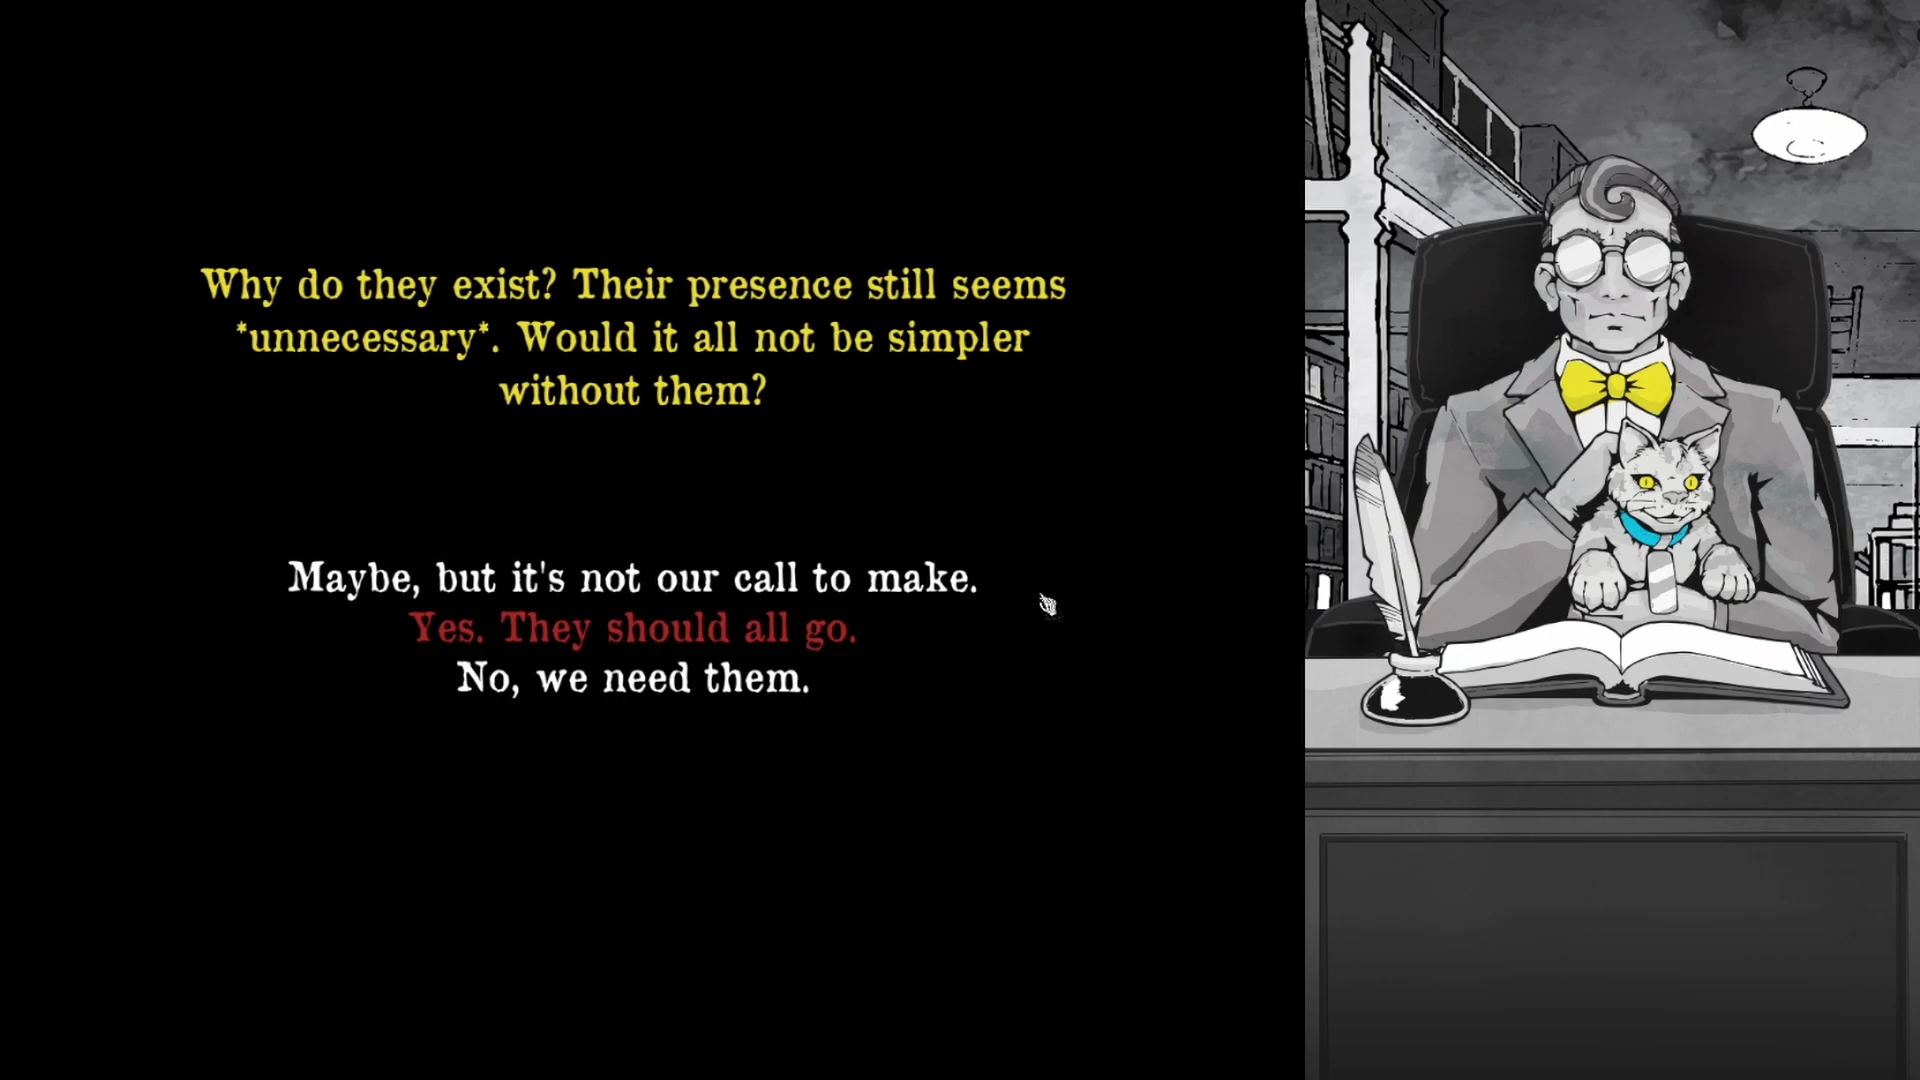 Why do they exist? Their presence still seems
*unnecessary*. Would it all not be simpler
without them?
Maybe, but it's not our call to make.
Yes. They should all go.
No, we need them.